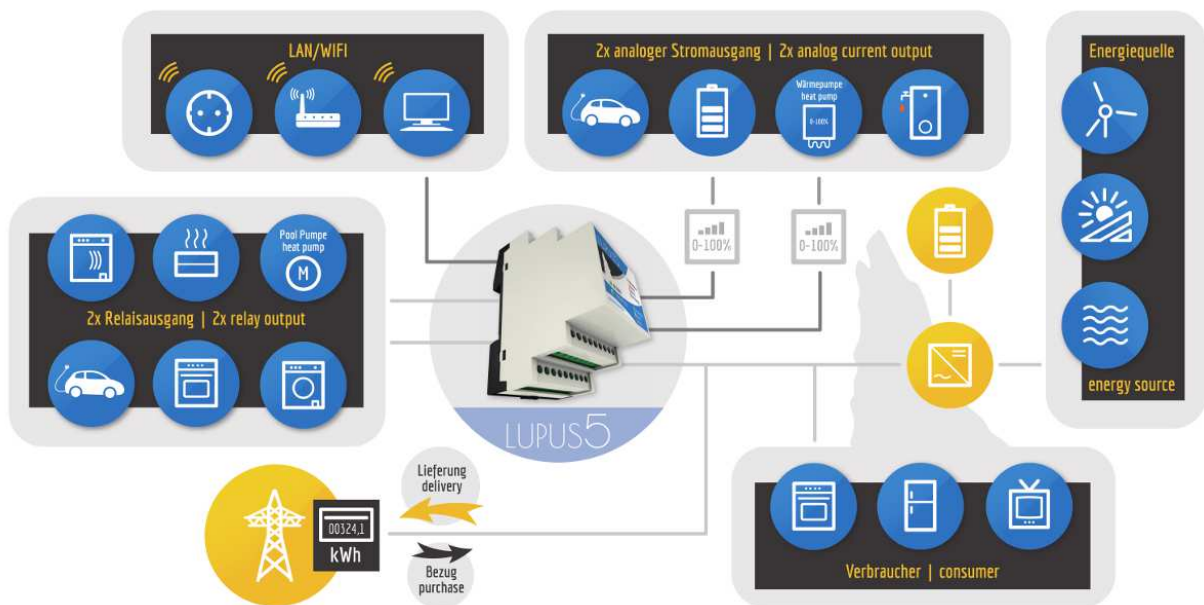 LAN/WIFI
2x analoger Stromausgang | 2x analog current output
Wärmepumpe
heat pump
0-100%
Energiequelle
energy source
Pool Pumpe
heat pump
M
2x Relaisausgang | 2x relay output
0-100%
0-100%
LUPUS5
Lieferung
delivery
00324,1
kWh
Bezug
purchase
Verbraucher | consumer